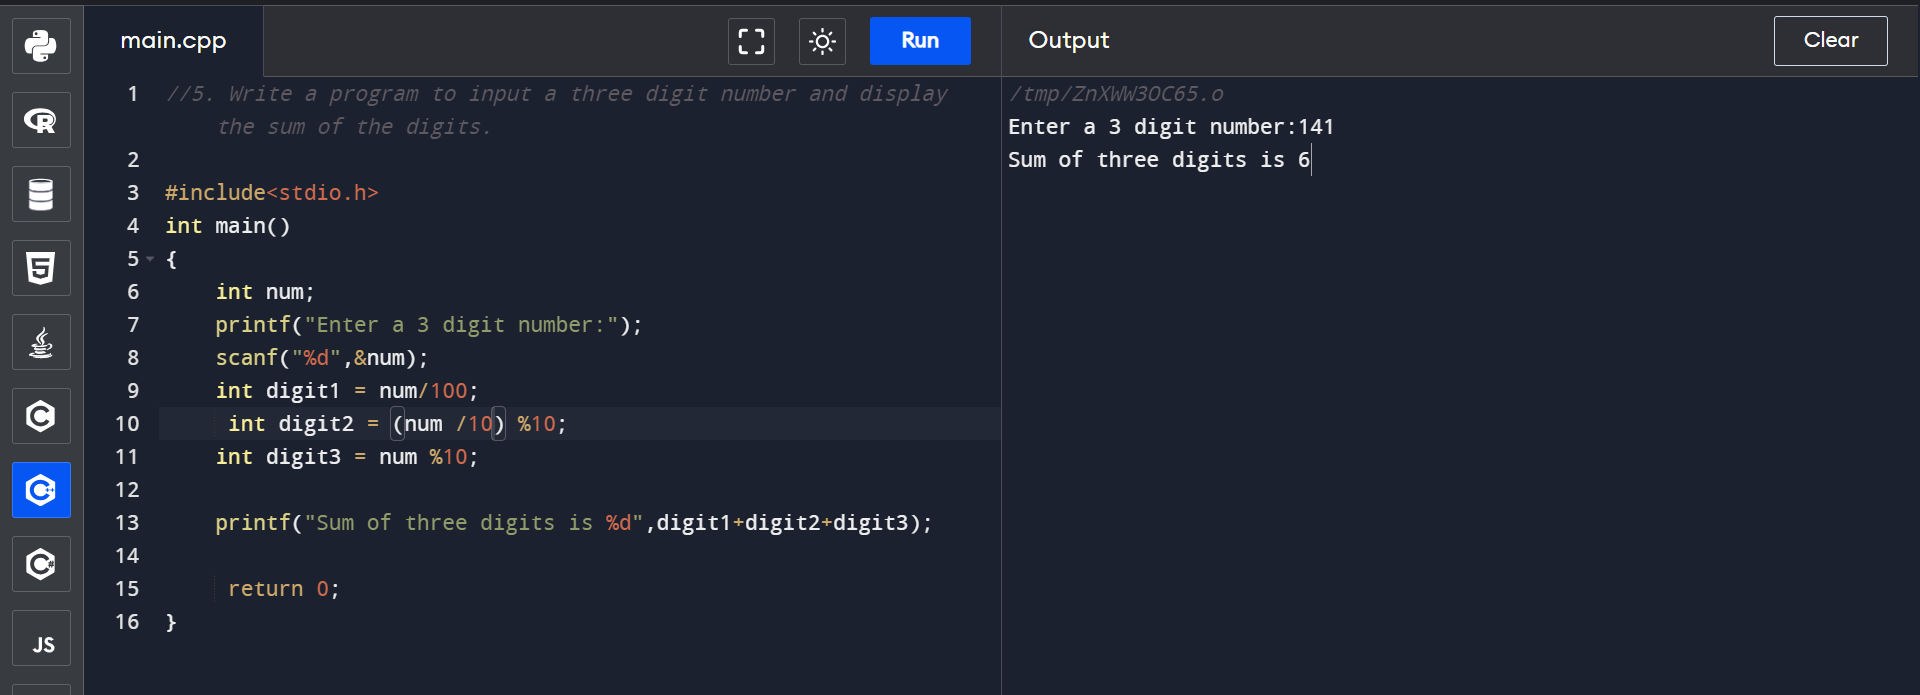 main.cpp
Run
Output
Clear
1 //5. Write a program to input a three digit number and display
the sum of the digits.
2
3 #include<stdio.h>
4 int main()
5 {
6 int num;
7 printf("Enter a 3 digit number:");
8 scanf("%d",&num);
9 int digit1 = num/100;
10 int digit2 = (num /10) %10;
11 int digit3 = num %10;
12
13 printf("Sum of three digits is %d",digit1+digit2+digit3);
14
15 return 0;
16 }
/tmp/ZnXWW3OC65.o
Enter a 3 digit number:141
Sum of three digits is 6
R
5
C
C++
C#
JS